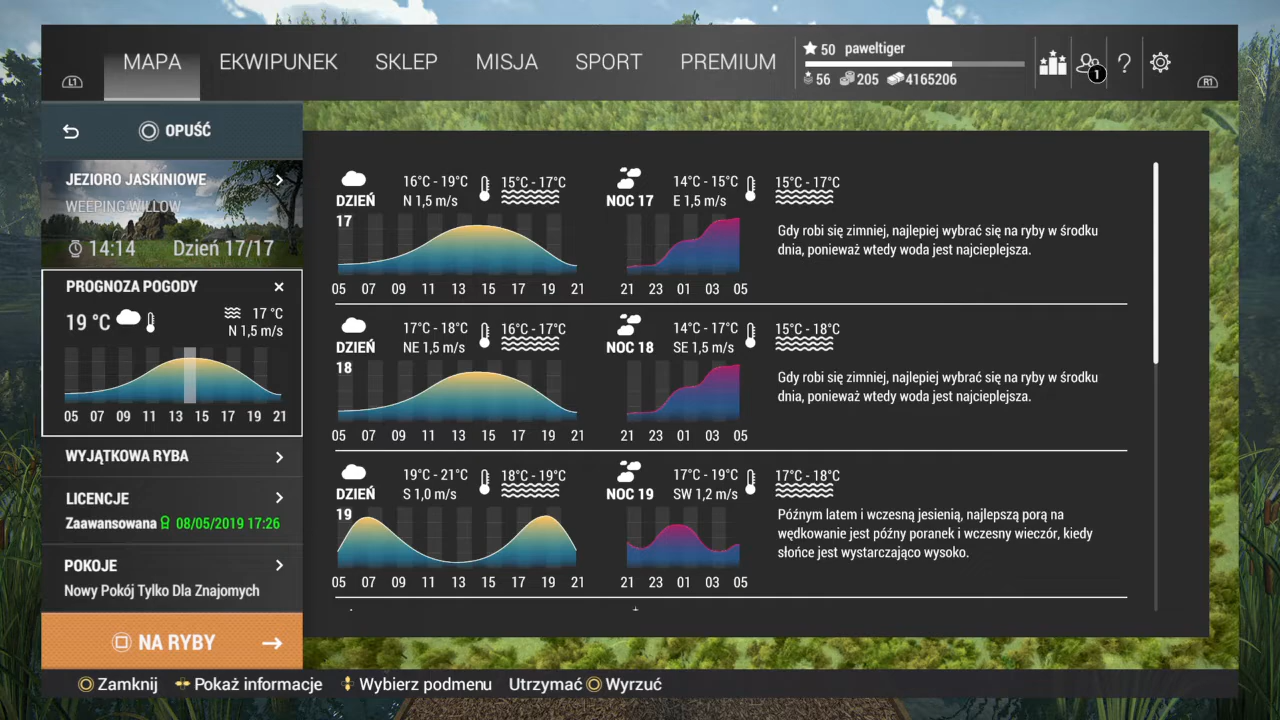 MAPA EKWIPUNEK SKLEP MISJA SPORT PREMIUM
L1
50 paweltiger
56 205 4165206
1
?
R1
OPUŚĆ
JEZIORO JASKINIOWE
WEEPING WILLOW
14:14 Dzień 17/17
PROGNOZA POGODY
19 °C 17 °C
N 1,5 m/s
05 07 09 11 13 15 17 19 21
WYJĄTKOWA RYBA
LICENCJE
Zaawansowana 08/05/2019 17:26
POKOJE
Nowy Pokój Tylko Dla Znajomych
NA RYBY
DZIEŃ 17
16°C - 19°C 15°C - 17°C
N 1,5 m/s
05 07 09 11 13 15 17 19 21
NOC 17
14°C - 15°C 15°C - 17°C
E 1,5 m/s
21 23 01 03 05
Gdy robi się zimniej, najlepiej wybrać się na ryby w środku
dnia, ponieważ wtedy woda jest najcieplejsza.
DZIEŃ 18
17°C - 18°C 16°C - 17°C
NE 1,5 m/s
05 07 09 11 13 15 17 19 21
NOC 18
14°C - 17°C 15°C - 18°C
SE 1,5 m/s
21 23 01 03 05
Gdy robi się zimniej, najlepiej wybrać się na ryby w środku
dnia, ponieważ wtedy woda jest najcieplejsza.
DZIEŃ 19
19°C - 21°C 18°C - 19°C
S 1,0 m/s
05 07 09 11 13 15 17 19 21
NOC 19
17°C - 19°C 17°C - 18°C
SW 1,2 m/s
21 23 01 03 05
Późnym latem i wczesną jesienią, najlepszą porą na
wędkowanie jest późny poranek i wczesny wieczór, kiedy
słońce jest wystarczająco wysoko.
Zamknij Pokaż informacje Wybierz podmenu Utrzymać Wyrzuć